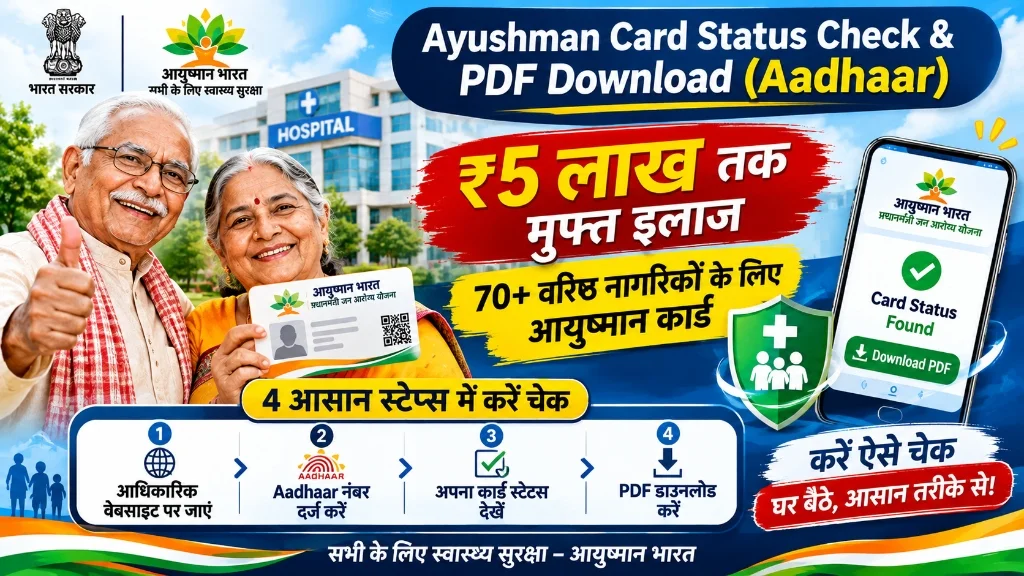 भारत सरकार
आयुष्मान भारत
सभी के लिए स्वास्थ्य सुरक्षा
Ayushman Card Status Check &
PDF Download (Aadhaar)
HOSPITAL
₹5 लाख तक
मुफ्त इलाज
70+ वरिष्ठ नागरिकों के लिए
आयुष्मान कार्ड
आयुष्मान भारत
प्रधानमंत्री जन आरोग्य योजना
आयुष्मान भारत
प्रधानमंत्री जन आरोग्य योजना
Card Status
Found
Download PDF
4 आसान स्टेप्स में करें चेक
1
आधिकारिक
वेबसाइट पर जाएं
2
AADHAAR
Aadhaar नंबर
दर्ज करें
3
अपना कार्ड स्टेटस
देखें
4
PDF डाउनलोड
करें
करें ऐसे चेक
घर बैठे, आसान तरीके से!
सभी के लिए स्वास्थ्य सुरक्षा – आयुष्मान भारत